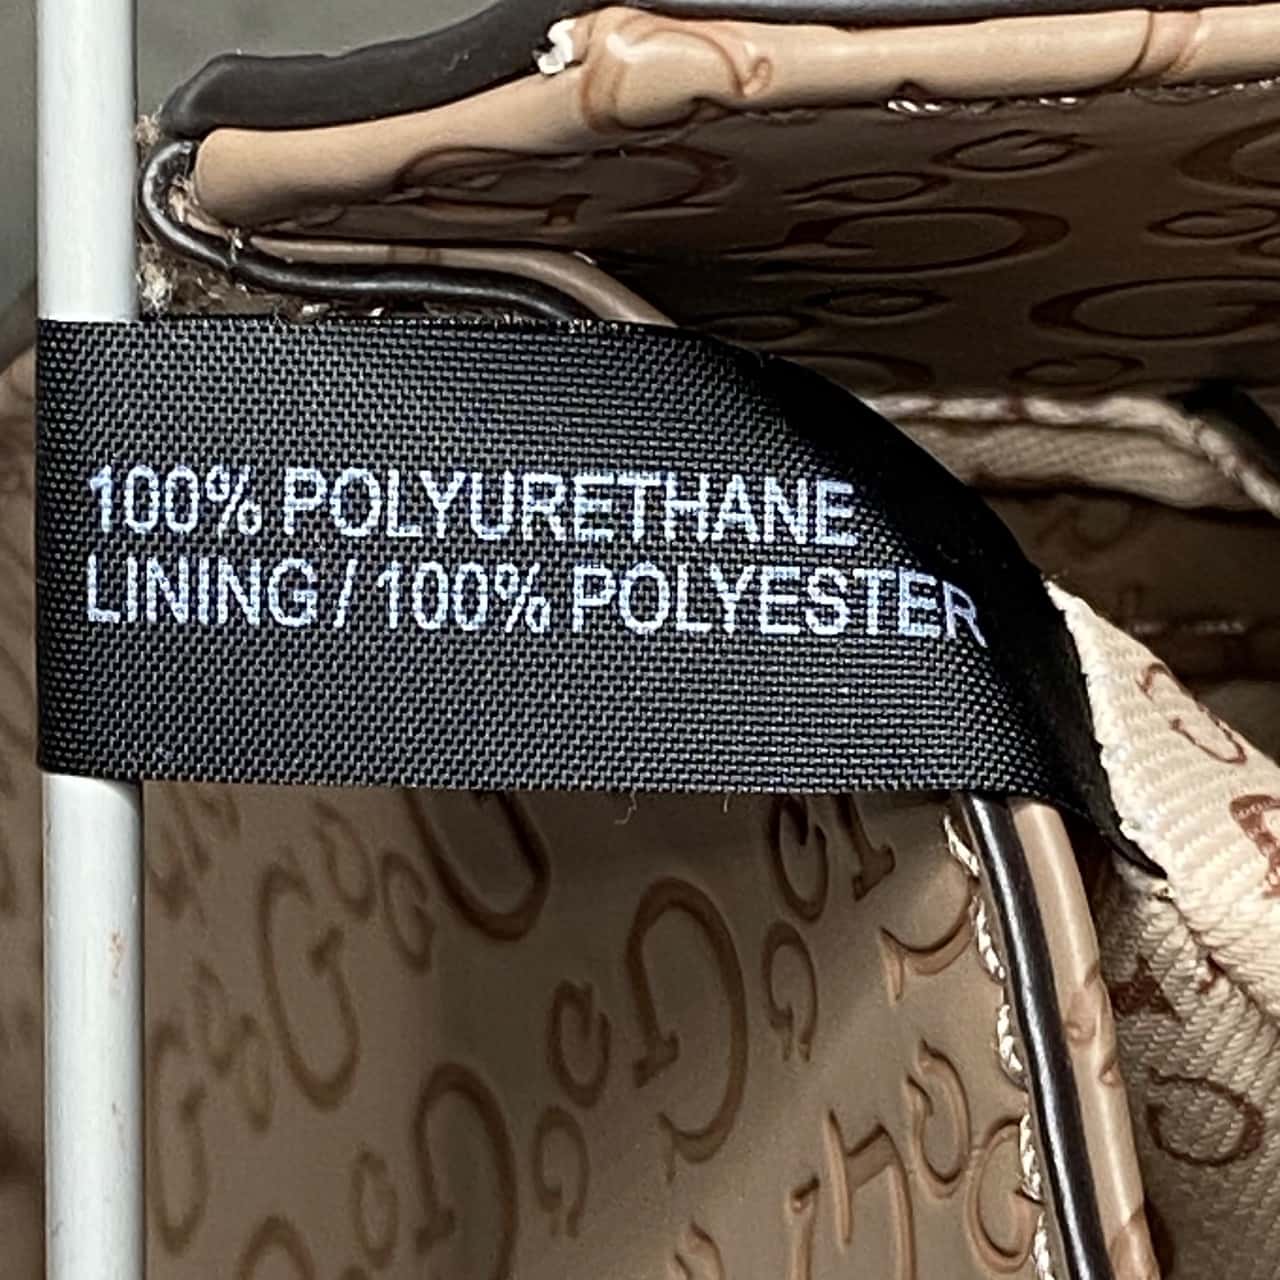 100% POLYURETHANE
LINING / 100% POLYESTER